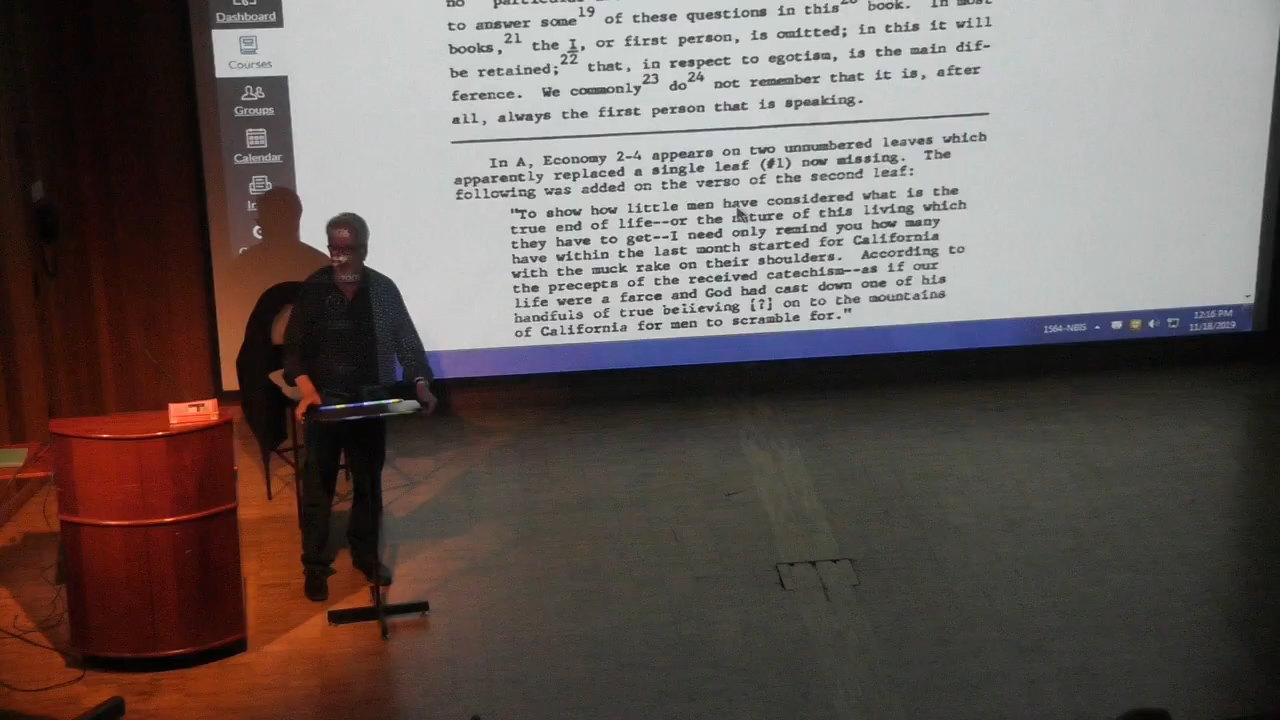 Dashboard
Courses
Groups
Calendar
to answer some19 of these questions in this20 book. In most
books,21 the I, or first person, is omitted; in this it will
be retained;22 that, in respect to egotism, is the main dif-
ference. We commonly23 do24 not remember that it is, after
all, always the first person that is speaking.
In A, Economy 2-4 appears on two unnumbered leaves which
apparently replaced a single leaf (#1) now missing. The
following was added on the verso of the second leaf:
"To show how little men have considered what is the
true end of life--or the nature of this living which
they have to get--I need only remind you how many
have within the last month started for California
with the muck rake on their shoulders. According to
the precepts of the received catechism--as if our
life were a farce and God had cast down one of his
handfuls of true believing [?] on to the mountains
of California for men to scramble for."
1564-NBIS
12:16 PM
11/18/2019